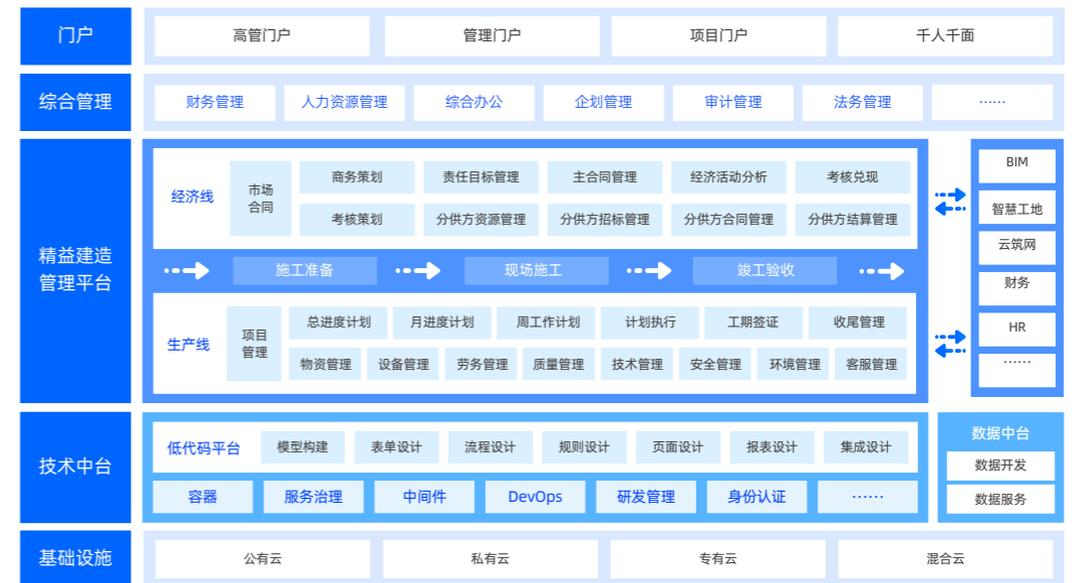 门户
高管门户
管理门户
项目门户
千人千面
综合管理
财务管理
人力资源管理
综合办公
企划管理
审计管理
法务管理
……
精益建造
管理平台
经济线
市场
合同
商务策划
责任目标管理
主合同管理
经济活动分析
考核兑现
考核策划
分供方资源管理
分供方招标管理
分供方合同管理
分供方结算管理
施工准备
现场施工
竣工验收
生产线
项目
管理
总进度计划
月进度计划
周工作计划
计划执行
工期签证
收尾管理
物资管理
设备管理
劳务管理
质量管理
技术管理
安全管理
环境管理
客服管理
BIM
智慧工地
云筑网
财务
HR
……
技术中台
低代码平台
模型构建
表单设计
流程设计
规则设计
页面设计
报表设计
集成设计
容器
服务治理
中间件
DevOps
研发管理
身份认证
……
数据中台
数据开发
数据服务
基础设施
公有云
私有云
专有云
混合云